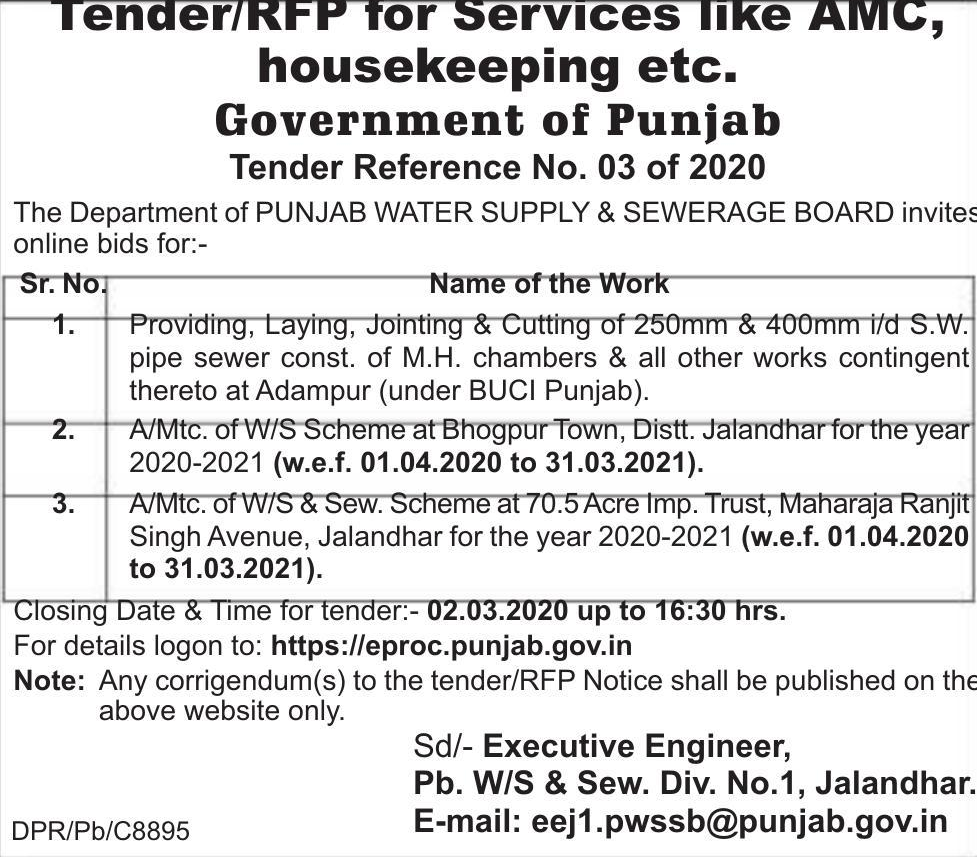 Tender/RFP for Services like AMC,
housekeeping etc.
Government of Punjab
Tender Reference No. 03 of 2020
The Department of PUNJAB WATER SUPPLY & SEWERAGE BOARD invites
online bids for:-
Sr. No. Name of the Work
1. Providing, Laying, Jointing & Cutting of 250mm & 400mm i/d S.W.
pipe sewer const. of M.H. chambers & all other works contingent
thereto at Adampur (under BUCI Punjab).
2. A/Mtc. of W/S Scheme at Bhogpur Town, Distt. Jalandhar for the year
2020-2021 (w.e.f. 01.04.2020 to 31.03.2021).
3. A/Mtc. of W/S & Sew. Scheme at 70.5 Acre Imp. Trust, Maharaja Ranjit
Singh Avenue, Jalandhar for the year 2020-2021 (w.e.f. 01.04.2020
to 31.03.2021).
Closing Date & Time for tender:- 02.03.2020 up to 16:30 hrs.
For details logon to: https://eproc.punjab.gov.in
Note: Any corrigendum(s) to the tender/RFP Notice shall be published on the
above website only.
Sd/- Executive Engineer,
Pb. W/S & Sew. Div. No.1, Jalandhar.
E-mail: eej1.pwssb@punjab.gov.in
DPR/Pb/C8895